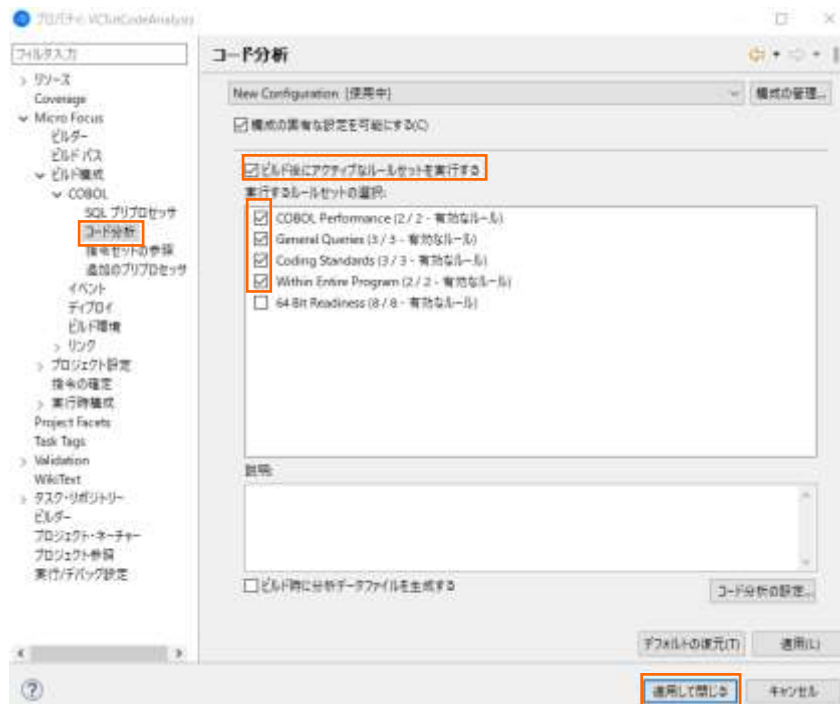 プロパティ: VCTutCodeAnalysis
フィルタ入力
リソース
Coverage
Micro Focus
ビルダー
ビルド パス
ビルド構成
COBOL
SQL プリプロセッサ
コード分析
指令セットの参照
追加のプリプロセッサ
イベント
ディプロイ
ビルド環境
リンク
プロジェクト設定
指令の確定
実行時構成
Project Facets
Task Tags
Validation
WikiText
タスク・リポジトリー
ビルダー
プロジェクト・ネーチャー
プロジェクト参照
実行/デバッグ設定
コード分析
New Configuration [使用中]
構成の管理...
構成の固有な設定を可能にする(C)
ビルド後にアクティブなルールセットを実行する
実行するルールセットの選択:
COBOL Performance (2 / 2 - 有効なルール)
General Queries (3 / 3 - 有効なルール)
Coding Standards (3 / 3 - 有効なルール)
Within Entire Program (2 / 2 - 有効なルール)
64 Bit Readiness (8 / 8 - 有効なルール)
説明:
ビルド時に分析データファイルを生成する
コード分析の設定...
デフォルトの復元(T)
適用(L)
適用して閉じる
キャンセル